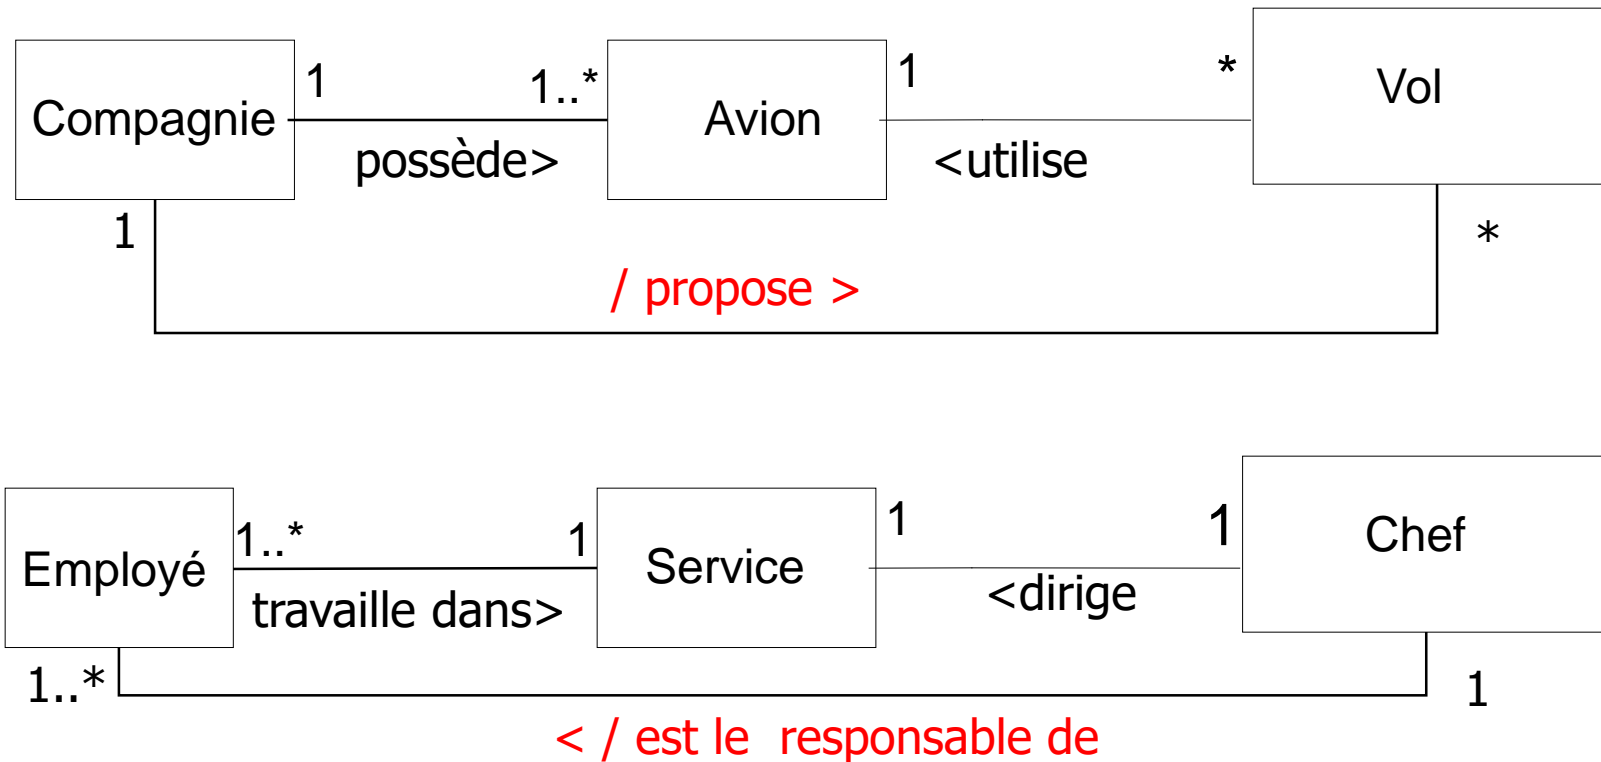 Compagnie
1
1..*
possède>
Avion
1
*
<utilise
Vol
1
*
/ propose >
Employé
1..*
1
travaille dans>
Service
1
1
<dirige
Chef
1..*
1
< / est le  responsable de